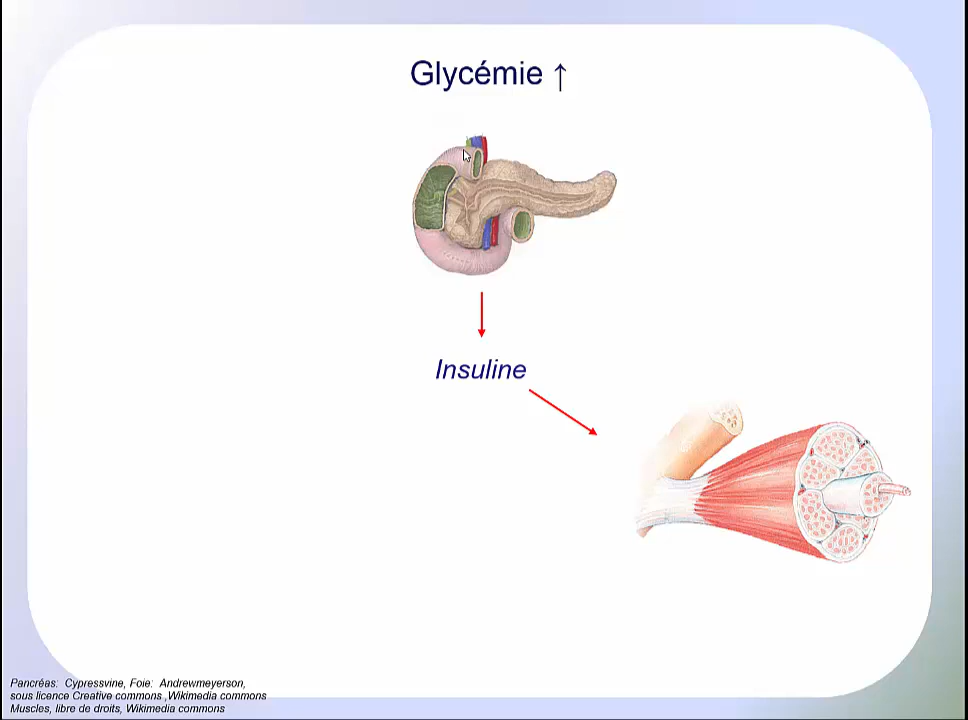 Glycémie ↑
Insuline
Pancréas: Cypressvine, Foie: Andrewmeyerson,
sous licence Creative commons ,Wikimedia commons
Muscles, libre de droits, Wikimedia commons